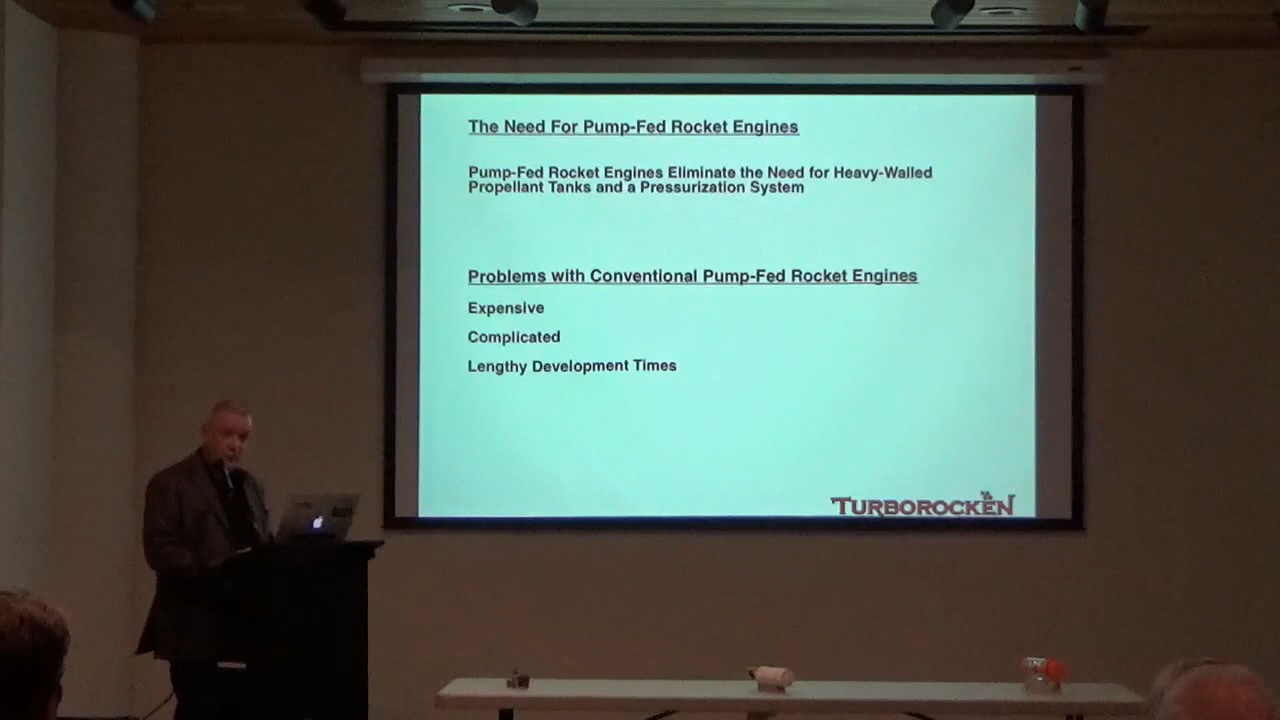 The Need For Pump-Fed Rocket Engines
Pump-Fed Rocket Engines Eliminate the Need for Heavy-Walled
Propellant Tanks and a Pressurization System
Problems with Conventional Pump-Fed Rocket Engines
Expensive
Complicated
Lengthy Development Times
TURBOROCKEN